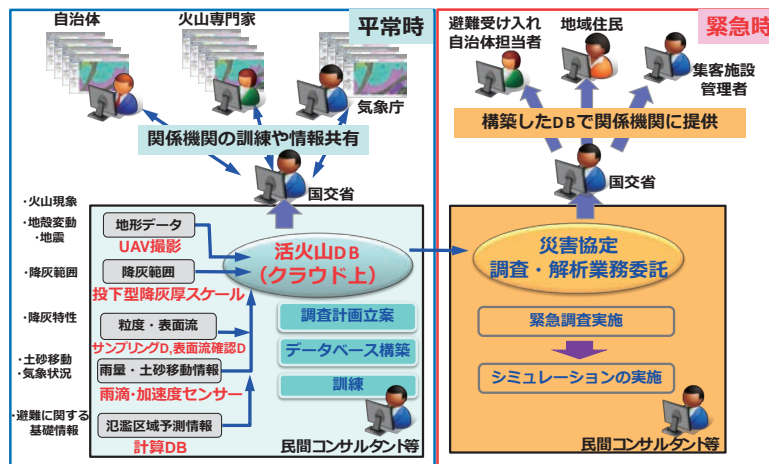 自治体
火山専門家
平常時
気象庁
関係機関の訓練や情報共有
国交省
・火山現象
・地殻変動
・地震
・降灰範囲
・降灰特性
・土砂移動
・気象状況
・避難に関する
基礎情報
地形データ
UAV撮影
降灰範囲
投下型降灰厚スケール
粒度・表面流
サンプリングD,表面流確認D
雨量・土砂移動情報
雨滴・加速度センサー
氾濫区域予測情報
計算DB
活火山DB
（クラウド上）
調査計画立案
データベース構築
訓練
民間コンサルタント等
緊急時
避難受け入れ
自治体担当者
地域住民
集客施設
管理者
構築したDBで関係機関に提供
国交省
災害協定
調査・解析業務委託
緊急調査実施
シミュレーションの実施
民間コンサルタント等